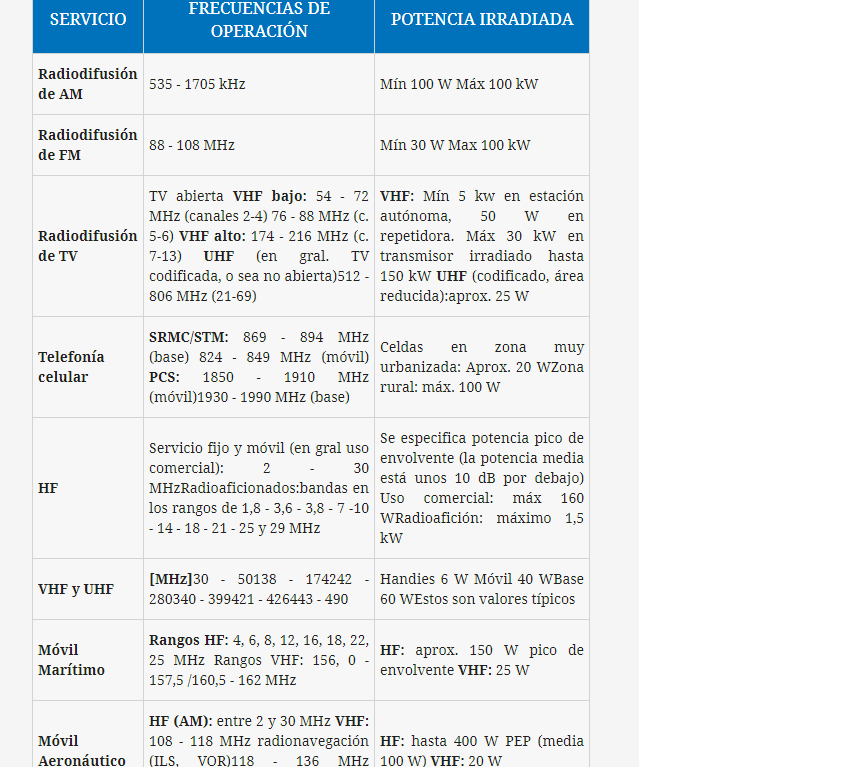 SERVICIO
FRECUENCIAS DE
OPERACIÓN
POTENCIA IRRADIADA
Radiodifusión
de AM
535 - 1705 kHz
Mín 100 W Máx 100 kW
Radiodifusión
de FM
88 - 108 MHz
Mín 30 W Max 100 kW
Radiodifusión
de TV
TV abierta VHF bajo: 54 - 72
MHz (canales 2-4) 76 - 88 MHz (c.
5-6) VHF alto: 174 - 216 MHz (c.
7-13) UHF (en gral. TV
codificada, o sea no abierta)512 -
806 MHz (21-69)
VHF: Mín 5 kw en estación
autónoma, 50 W en
repetidora. Máx 30 kW en
transmisor irradiado hasta
150 kW UHF (codificado, área
reducida):aprox. 25 W
Telefonía
celular
SRMC/STM: 869 - 894 MHz
(base) 824 - 849 MHz (móvil)
PCS: 1850 - 1910 MHz
(móvil)1930 - 1990 MHz (base)
Celdas en zona muy
urbanizada: Aprox. 20 WZona
rural: máx. 100 W
HF
Servicio fijo y móvil (en gral uso
comercial): 2 - 30
MHzRadioaficionados:bandas en
los rangos de 1,8 - 3,6 - 3,8 - 7 -10
- 14 - 18 - 21 - 25 y 29 MHz
Se especifica potencia pico de
envolvente (la potencia media
está unos 10 dB por debajo)
Uso comercial: máx 160
WRadioafición: máximo 1,5
kW
VHF y UHF
[MHz]30 - 50138 - 174242 -
280340 - 399421 - 426443 - 490
Handies 6 W Móvil 40 WBase
60 WEstos son valores típicos
Móvil
Marítimo
Rangos HF: 4, 6, 8, 12, 16, 18, 22,
25 MHz Rangos VHF: 156, 0 -
157,5 /160,5 - 162 MHz
HF: aprox. 150 W pico de
envolvente VHF: 25 W
Móvil
Aeronáutico
HF (AM): entre 2 y 30 MHz VHF:
108 - 118 MHz radionavegación
(ILS, VOR)118 - 136 MHz
HF: hasta 400 W PEP (media
100 W) VHF: 20 W